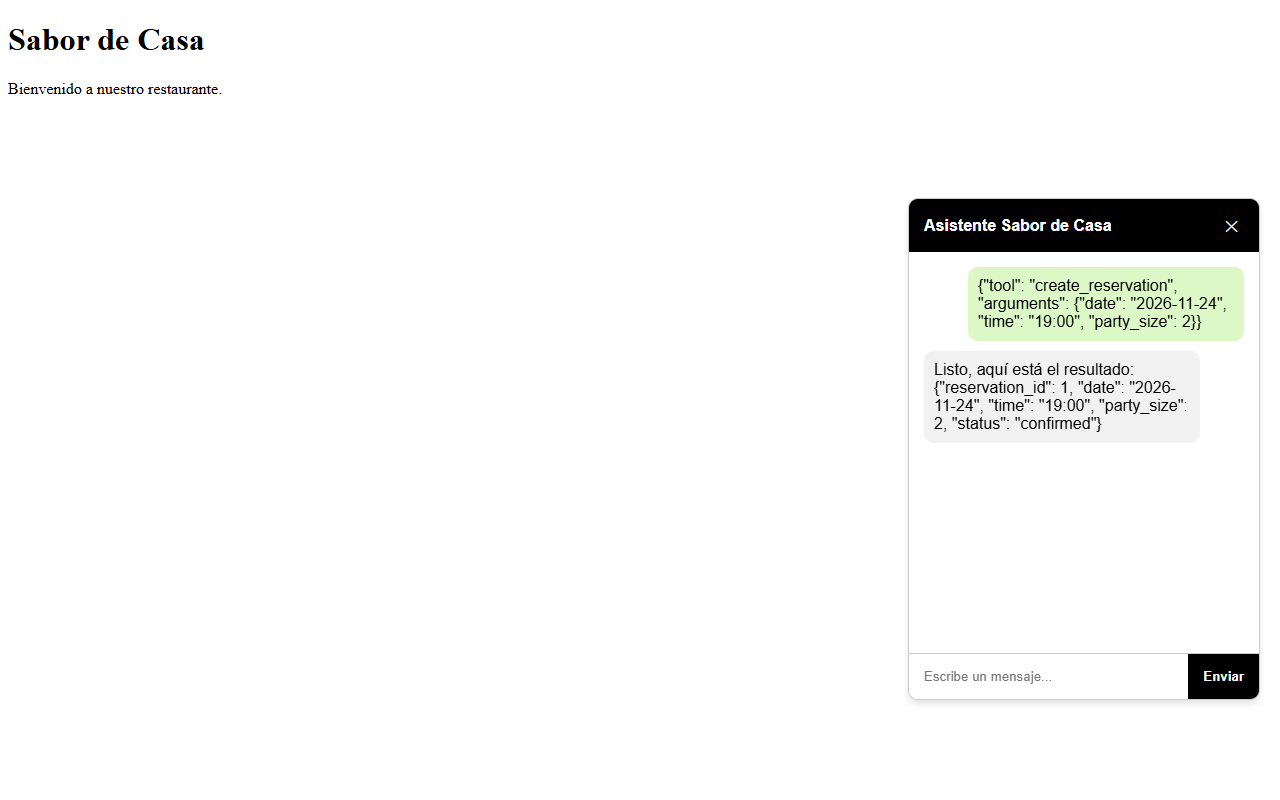 Sabor de Casa
Bienvenido a nuestro restaurante.
Asistente Sabor de Casa
{"tool": "create_reservation",
"arguments": {"date": "2026-11-24",
"time": "19:00", "party_size": 2}}
Listo, aquí está el resultado:
{"reservation_id": 1, "date": "2026-
11-24", "time": "19:00", "party_size":
2, "status": "confirmed"}
Escribe un mensaje...
Enviar